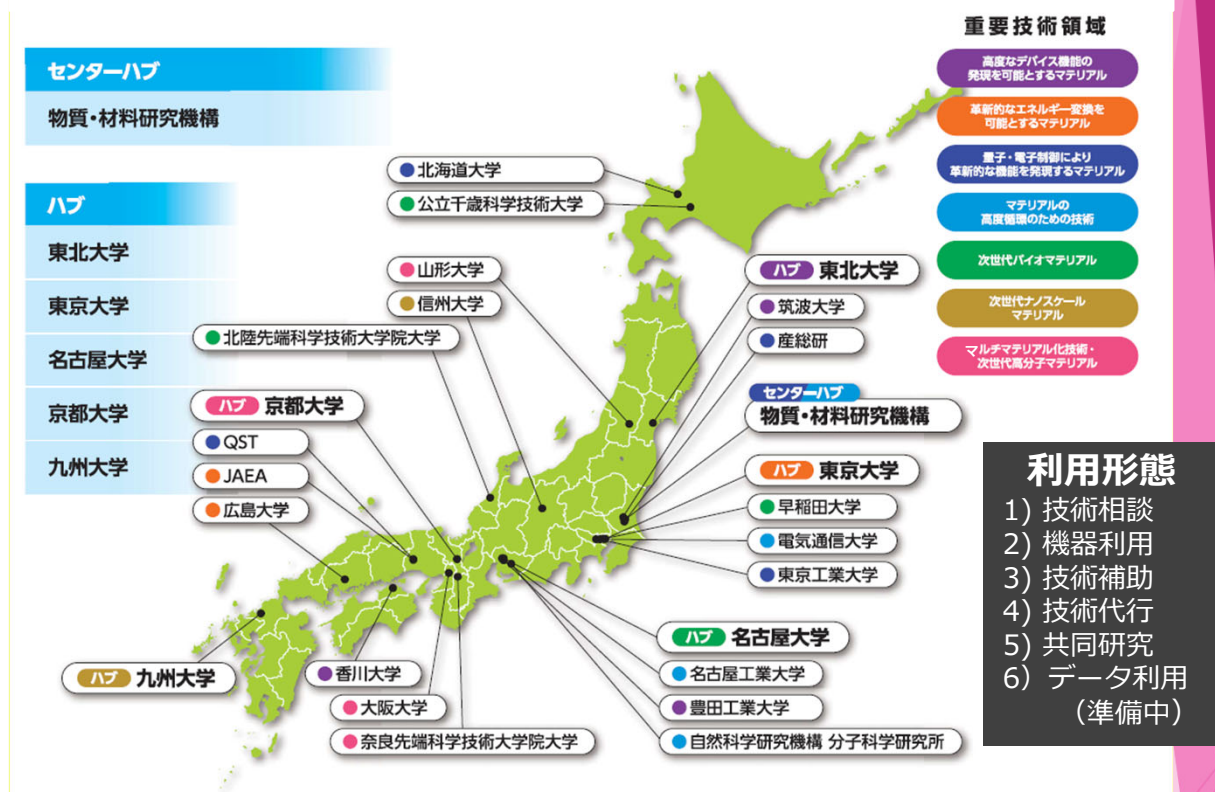 センターハブ
物質・材料研究機構
ハブ
東北大学
東京大学
名古屋大学
京都大学
九州大学
重要技術領域
高度なデバイス機能の
発現を可能とするマテリアル
革新的なエネルギー変換を
可能とするマテリアル
量子・電子制御により
革新的な機能を発現するマテリアル
マテリアルの
高度循環のための技術
次世代バイオマテリアル
次世代ナノスケール
マテリアル
マルチマテリアル化技術・
次世代高分子マテリアル
北海道大学
公立千歳科学技術大学
山形大学
信州大学
北陸先端科学技術大学院大学
ハブ 京都大学
QST
JAEA
広島大学
ハブ 九州大学
香川大学
大阪大学
奈良先端科学技術大学院大学
ハブ 東北大学
筑波大学
産総研
センターハブ
物質・材料研究機構
ハブ 東京大学
早稲田大学
電気通信大学
東京工業大学
ハブ 名古屋大学
名古屋工業大学
豊田工業大学
自然科学研究機構 分子科学研究所
利用形態
1) 技術相談
2) 機器利用
3) 技術補助
4) 技術代行
5) 共同研究
6）データ利用
（準備中）